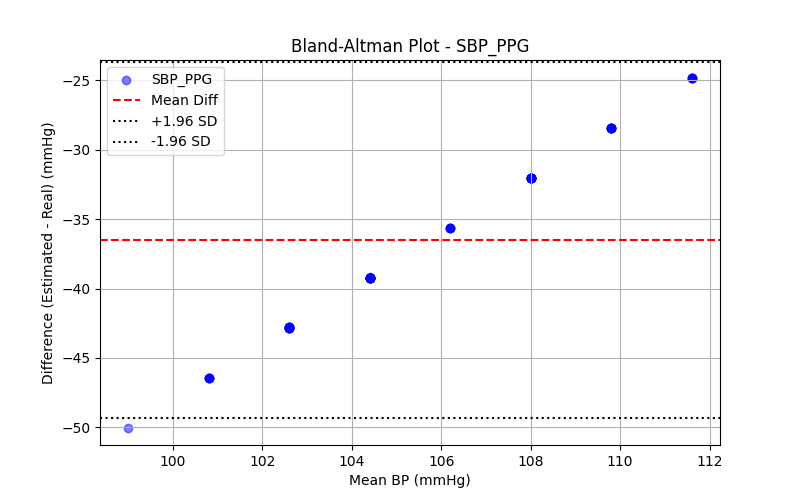 Bland-Altman Plot - SBP_PPG
SBP_PPG
Mean Diff
+1.96 SD
-1.96 SD
Difference (Estimated - Real) (mmHg)
−25
−30
−35
−40
−45
−50
100 102 104 106 108 110 112
Mean BP (mmHg)